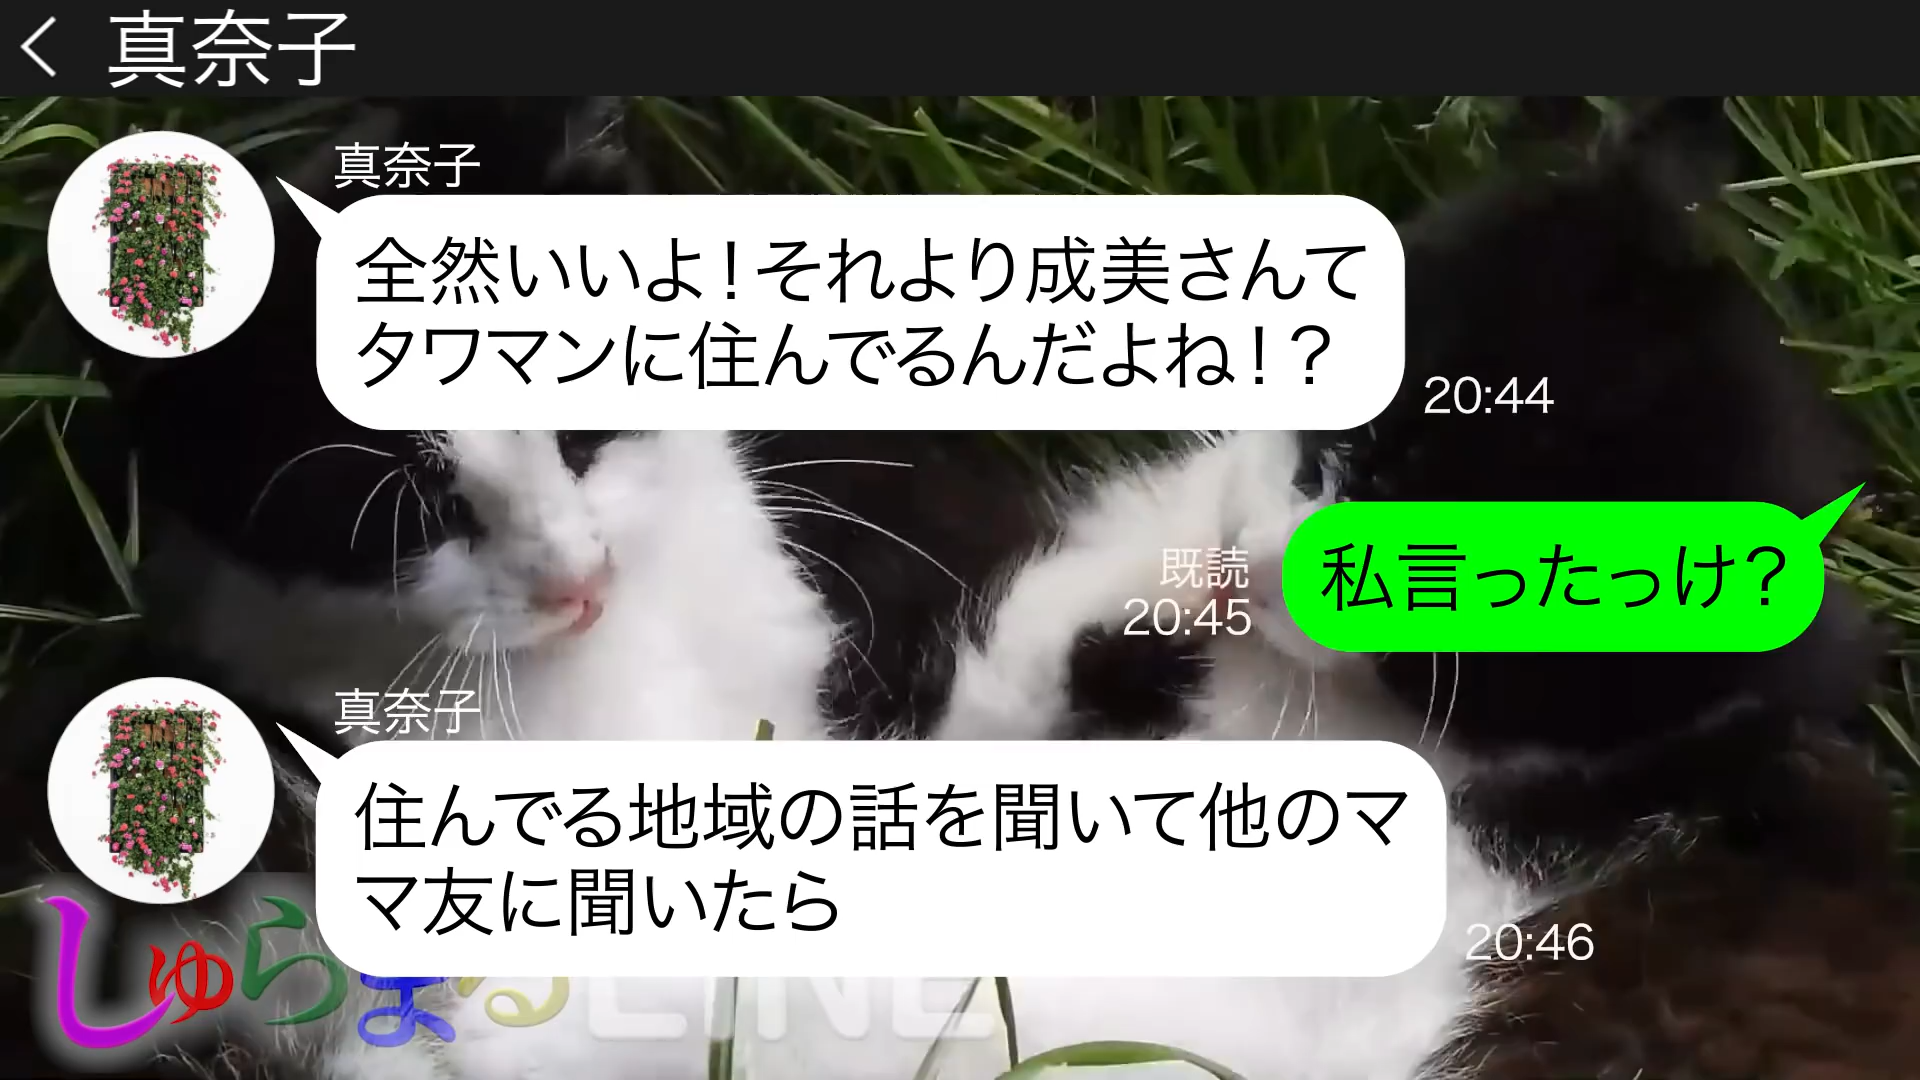 真奈子
真奈子
全然いいよ！それより成美さんて
タワマンに住んでるんだよね！？
20:44
私言ったっけ？
既読
20:45
真奈子
住んでる地域の話を聞いて他のマ
マ友に聞いたら
20:46
しゅらまるLINE